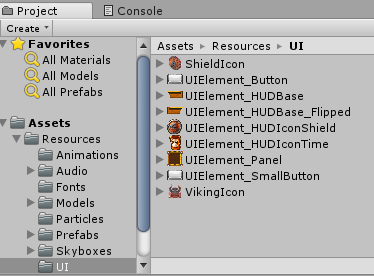 Project
Console
Create
Favorites
All Materials
All Models
All Prefabs
Assets
Resources
Animations
Audio
Fonts
Models
Materials
Particles
Prefabs
Skyboxes
UI
Assets ▸ Resources ▸ UI
ShieldIcon
UIElement_Button
UIElement_HUDBase
UIElement_HUDBase_Flipped
UIElement_HUDIconShield
UIElement_HUDIconTime
UIElement_Panel
UIElement_SmallButton
VikingIcon